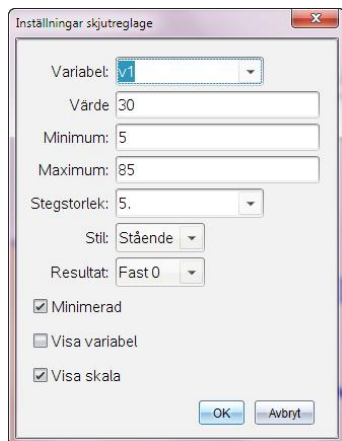 Inställningar skjutreglage
Variabel: v1
Värde 30
Minimum: 5
Maximum: 85
Stegstorlek: 5.
Stil: Stående
Resultat: Fast 0
Minimerad
Visa variabel
Visa skala
OK Avbryt